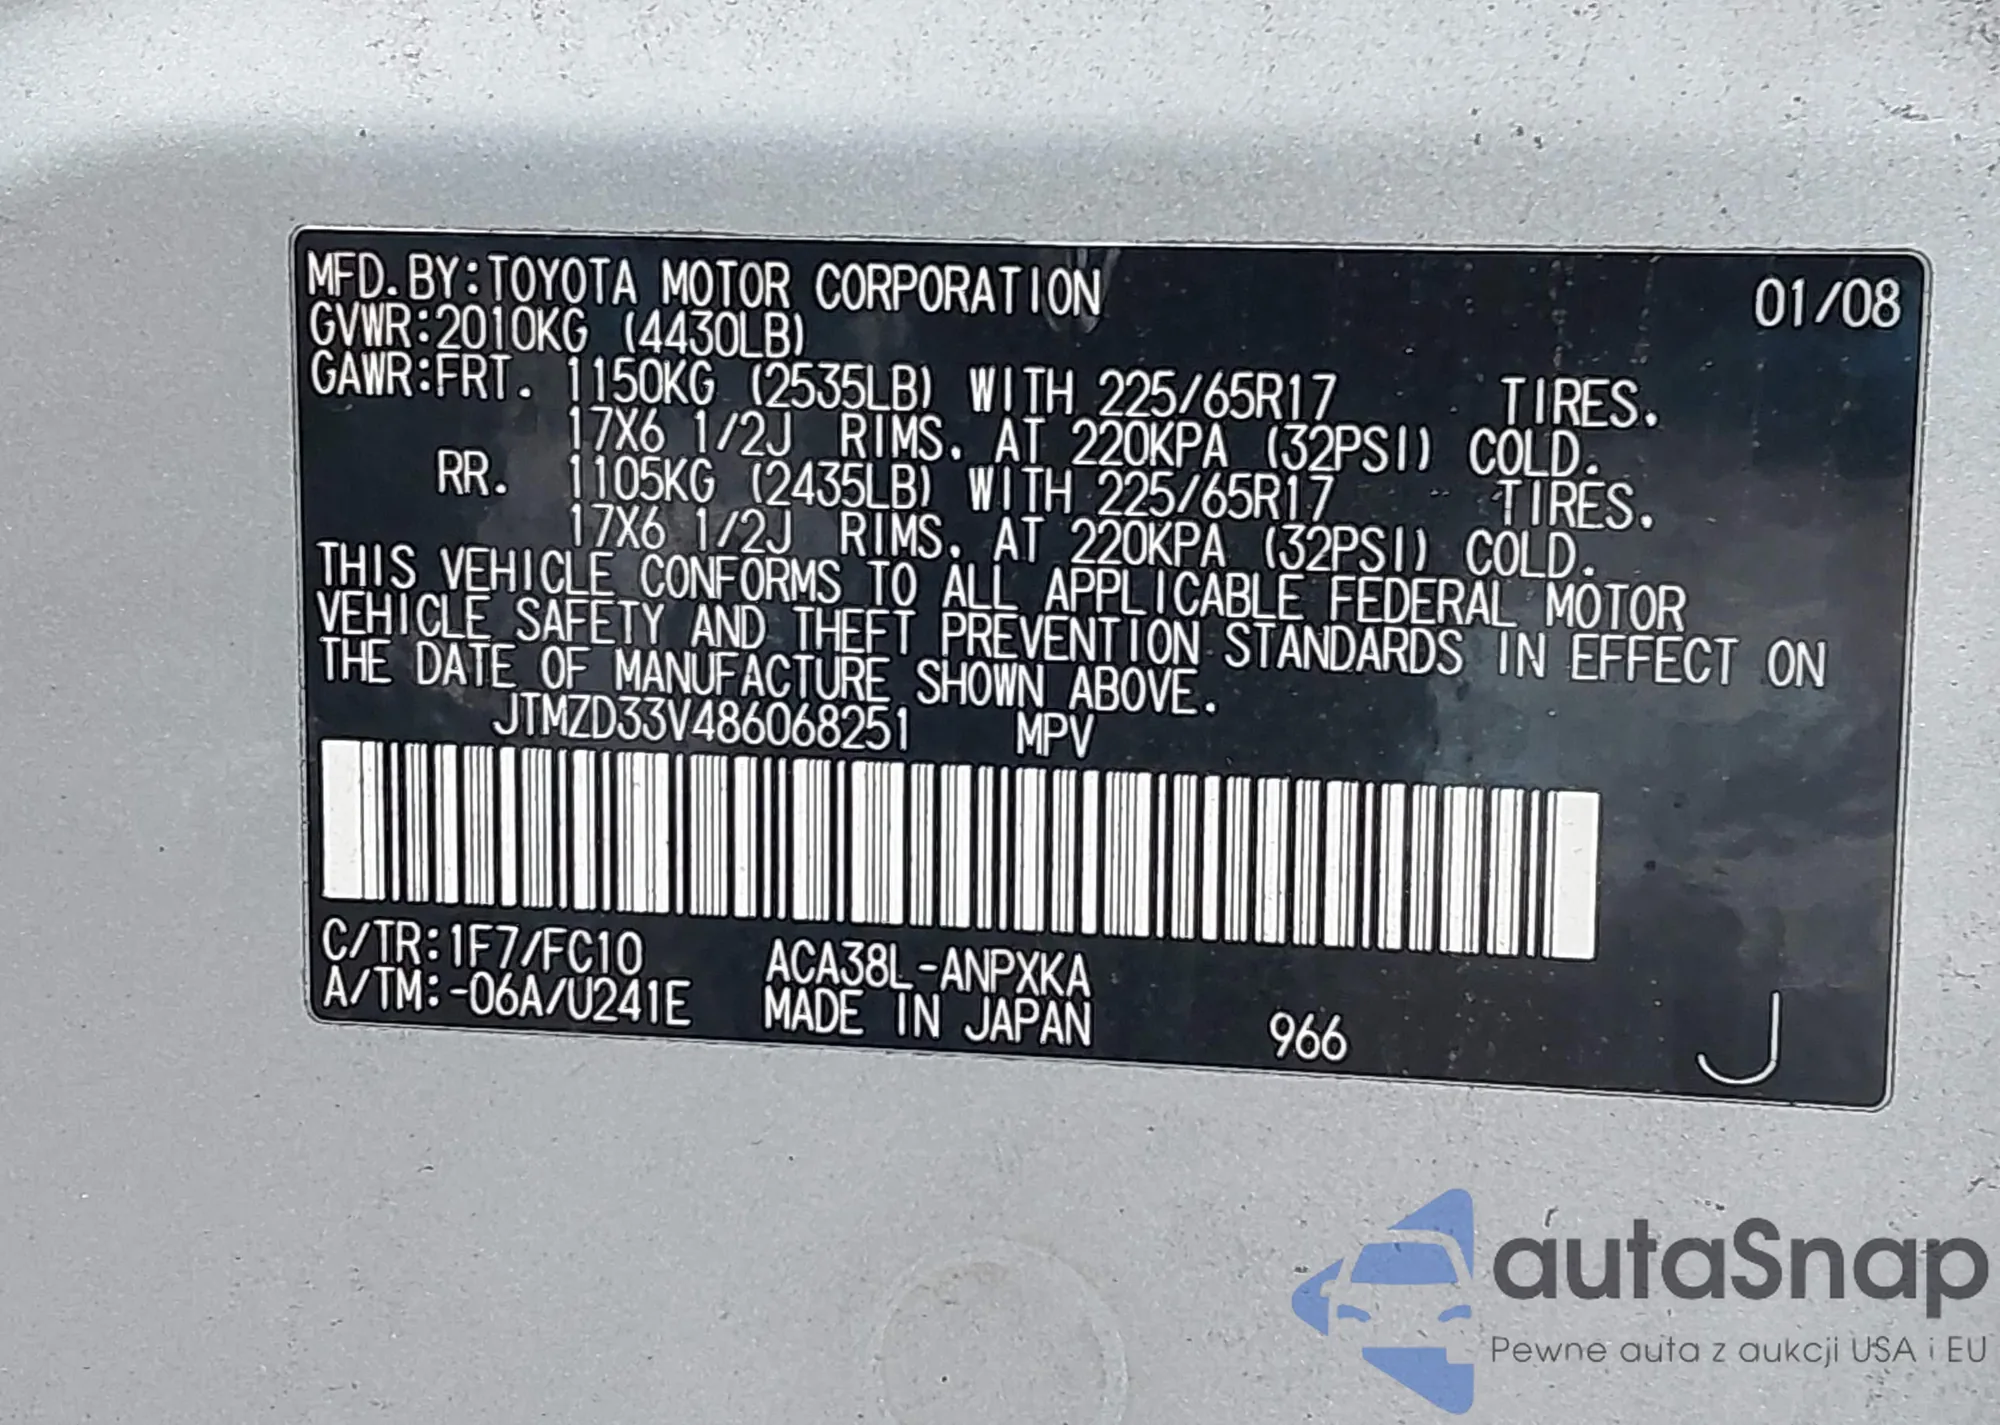 MFD.BY:TOYOTA MOTOR CORPORATION 01/08
GVWR:2010KG (4430LB)
GAWR:FRT. 1150KG (2535LB) WITH 225/65R17 TIRES.
17X6 1/2J RIMS. AT 220KPA (32PSI) COLD.
RR. 1105KG (2435LB) WITH 225/65R17 TIRES.
17X6 1/2J RIMS. AT 220KPA (32PSI) COLD.
THIS VEHICLE CONFORMS TO ALL APPLICABLE FEDERAL MOTOR
VEHICLE SAFETY AND THEFT PREVENTION STANDARDS IN EFFECT ON
THE DATE OF MANUFACTURE SHOWN ABOVE.
JTMZD33V486068251 MPV
C/TR:1F7/FC10 ACA38L-ANPXKA
A/TM:-06A/U241E MADE IN JAPAN 966 J
autaSnap
Pewne auta z aukcji USA i EU